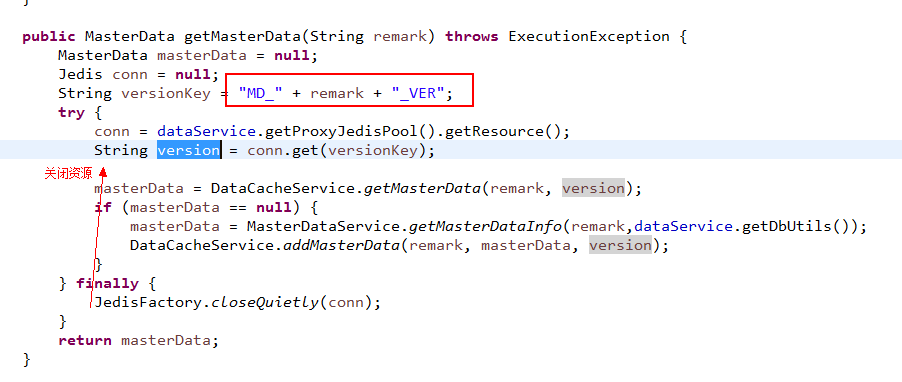 }
public MasterData getMasterData(String remark) throws ExecutionException {
MasterData masterData = null;
Jedis conn = null;
String versionKey = "MD_" + remark + "_VER";
try {
conn = dataService.getProxyJedisPool().getResource();
String version = conn.get(versionKey);
关闭资源
masterData = DataCacheService.getMasterData(remark, version);
if (masterData == null) {
masterData = MasterDataService.getMasterDataInfo(remark,dataService.getDbUtils());
DataCacheService.addMasterData(remark, masterData, version);
}
} finally {
JedisFactory.closeQuietly(conn);
}
return masterData;
}